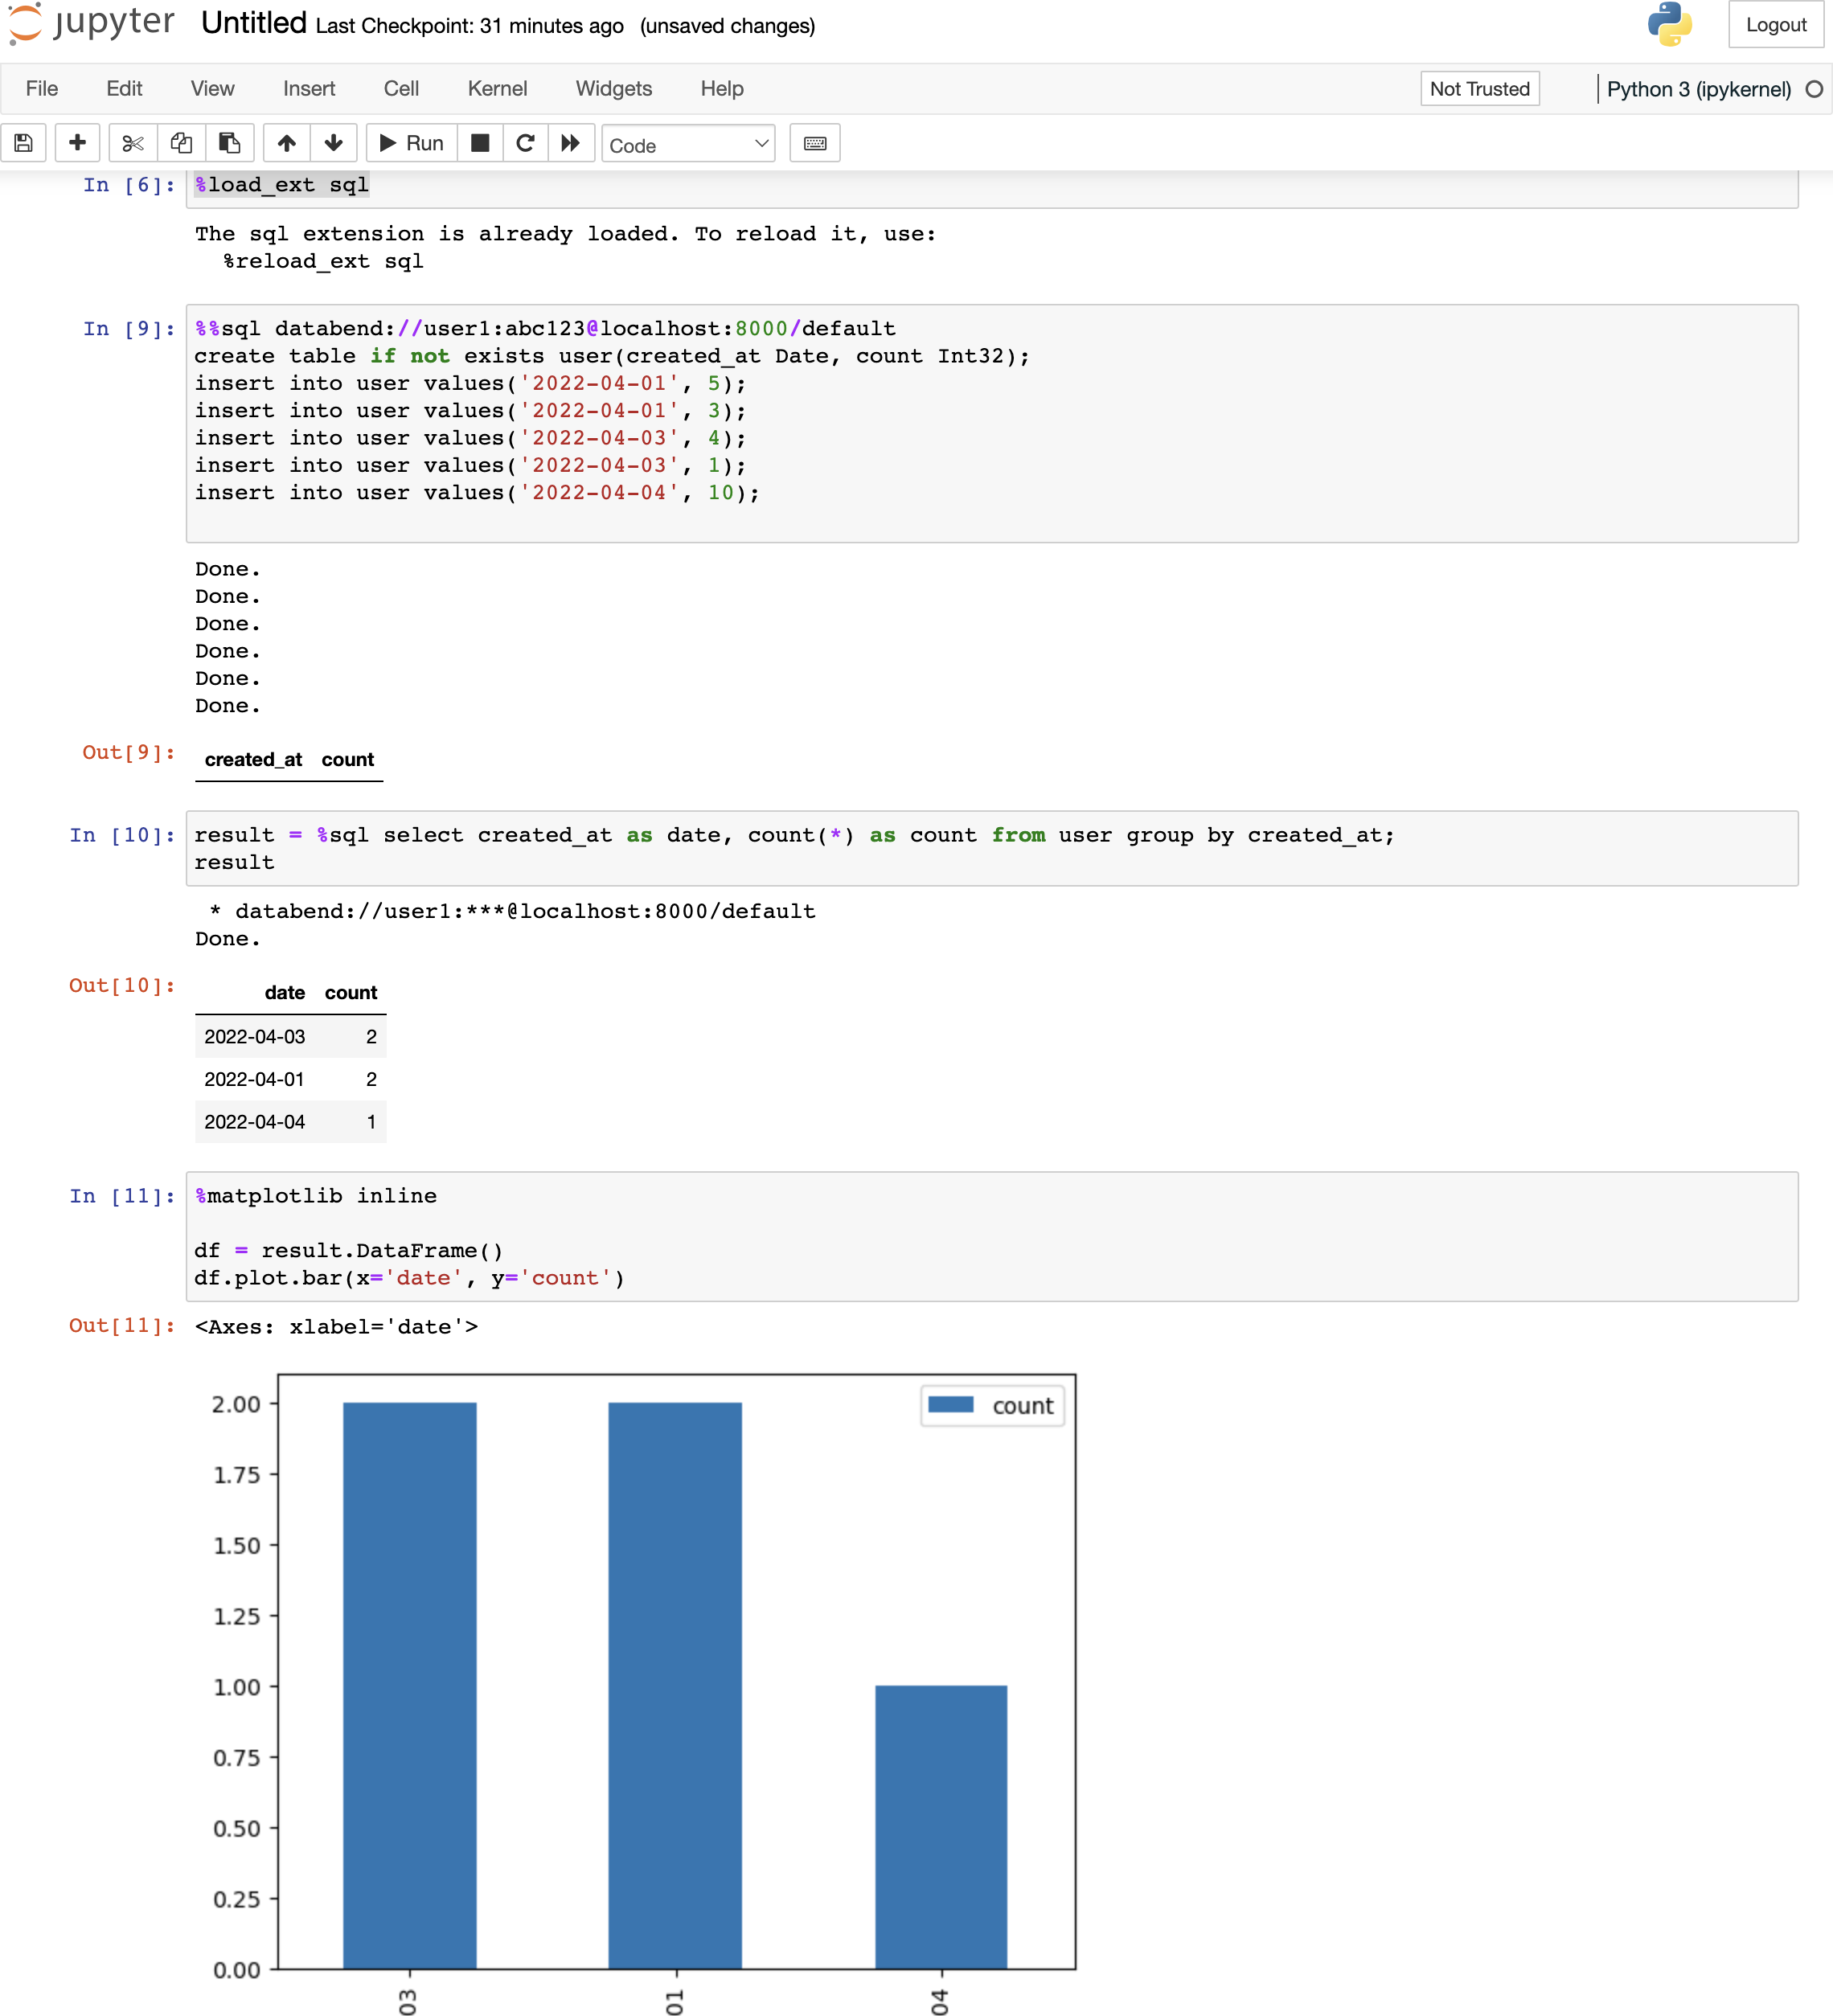 jupyter Untitled Last Checkpoint: 31 minutes ago (unsaved changes) Logout
File Edit View Insert Cell Kernel Widgets Help Not Trusted Python 3 (ipykernel)
Run Code
In [6]: %load_ext sql
The sql extension is already loaded. To reload it, use:
%reload_ext sql
In [9]: %%sql databend://user1:abc123@localhost:8000/default
create table if not exists user(created_at Date, count Int32);
insert into user values('2022-04-01', 5);
insert into user values('2022-04-01', 3);
insert into user values('2022-04-03', 4);
insert into user values('2022-04-03', 1);
insert into user values('2022-04-04', 10);
Done.
Done.
Done.
Done.
Done.
Done.
Out[9]: created_at count
In [10]: result = %sql select created_at as date, count(*) as count from user group by created_at;
result
* databend://user1:***@localhost:8000/default
Done.
Out[10]: date count
2022-04-03 2
2022-04-01 2
2022-04-04 1
In [11]: %matplotlib inline
df = result.DataFrame()
df.plot.bar(x='date', y='count')
Out[11]: <Axes: xlabel='date'>
count
2.00
1.75
1.50
1.25
1.00
0.75
0.50
0.25
0.00
03 01 04